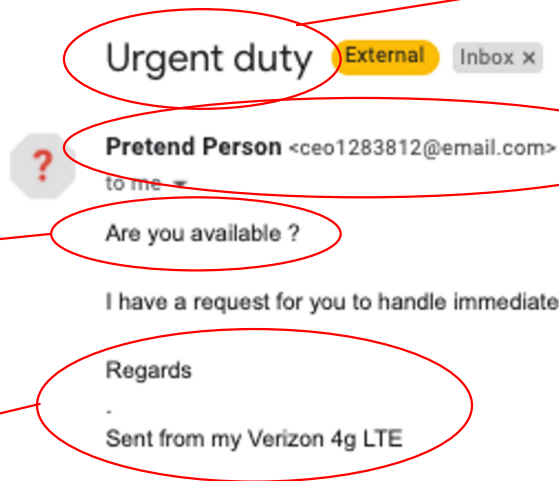 Urgent duty External Inbox ×
?
Pretend Person <ceo1283812@email.com>
to me
Are you available ?
I have a request for you to handle immediate
Regards
.
Sent from my Verizon 4g LTE